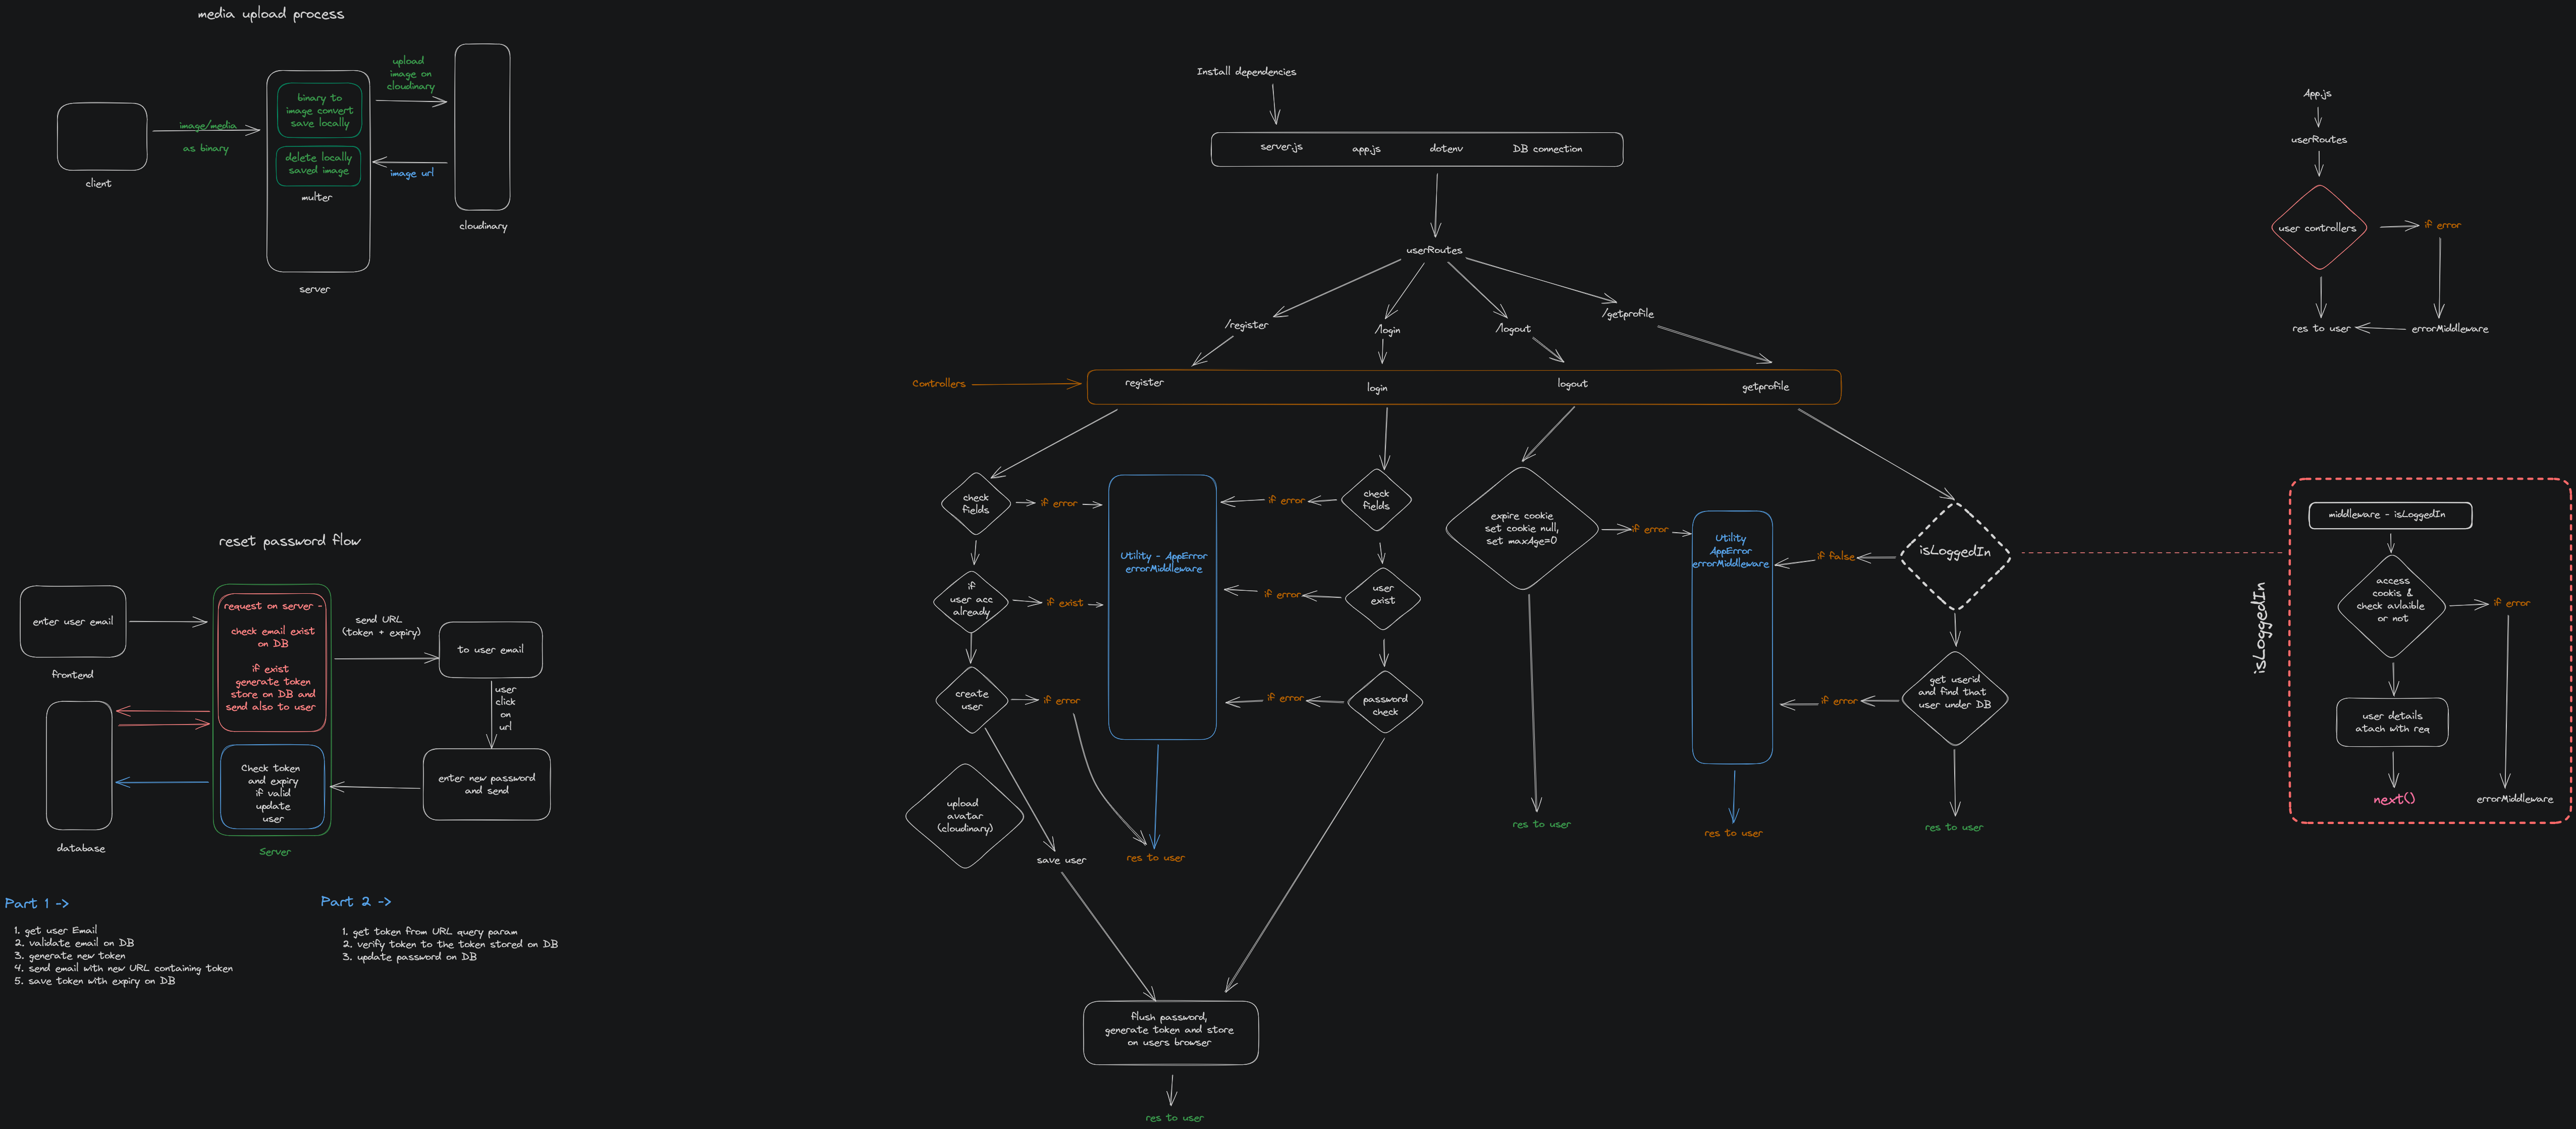 media upload process
upload
image on
cloudinary
binary to
image convert
save locally
image/media
as binary
delete locally
saved image
image url
client
multer
cloudinary
server
reset password flow
enter user email
frontend
request on server -
check email exist
on DB
if exist
generate token
store on DB and
send also to user
send URL
(token + expiry)
to user email
user
click
on
url
Check token
and expiry
if valid
update
user
enter new password
and send
database
Server
Part 1 ->
1. get user Email
2. validate email on DB
3. generate new token
4. send email with new URL containing token
5. save token with expiry on DB
Part 2 ->
1. get token from URL query param
2. verify token to the token stored on DB
3. update password on DB
Install dependencies
server.js
app.js
dotenv
DB connection
userRoutes
/register
/login
/logout
/getprofile
Controllers
register
login
logout
getprofile
check
fields
if error
if error
check
fields
Utility - AppError
errorMiddleware
if
user acc
already
if exist
if error
user
exist
create
user
if error
if error
password
check
upload
avatar
(cloudinary)
save user
res to user
flush password,
generate token and store
on users browser
res to user
expire cookie
set cookie null,
set maxAge=0
if error
res to user
Utility
AppError
errorMiddleware
if false
isLoggedIn
if error
get userid
and find that
user under DB
res to user
res to user
App.js
userRoutes
user controllers
if error
res to user
errorMiddleware
isLoggedIn
middleware - isLoggedIn
access
cookis &
check avlaible
or not
if error
user details
atach with req
next()
errorMiddleware